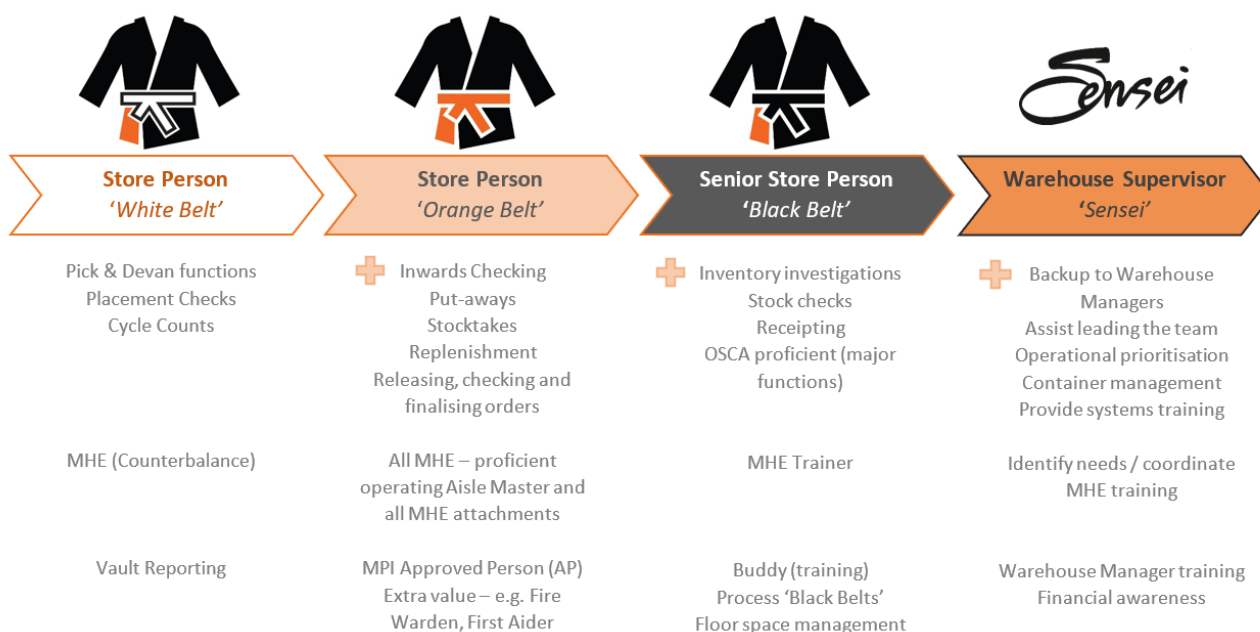 Sensei
Store Person
‘White Belt’
Store Person
‘Orange Belt’
Senior Store Person
‘Black Belt’
Warehouse Supervisor
‘Sensei’
Pick & Devan functions
Placement Checks
Cycle Counts
Inwards Checking
Put-aways
Stocktakes
Replenishment
Releasing, checking and
finalising orders
Inventory investigations
Stock checks
Receipting
OSCA proficient (major
functions)
Backup to Warehouse
Managers
Assist leading the team
Operational prioritisation
Container management
Provide systems training
MHE (Counterbalance)
All MHE – proficient
operating Aisle Master and
all MHE attachments
MHE Trainer
Identify needs / coordinate
MHE training
Vault Reporting
MPI Approved Person (AP)
Extra value – e.g. Fire
Warden, First Aider
Buddy (training)
Process ‘Black Belts’
Floor space management
Warehouse Manager training
Financial awareness